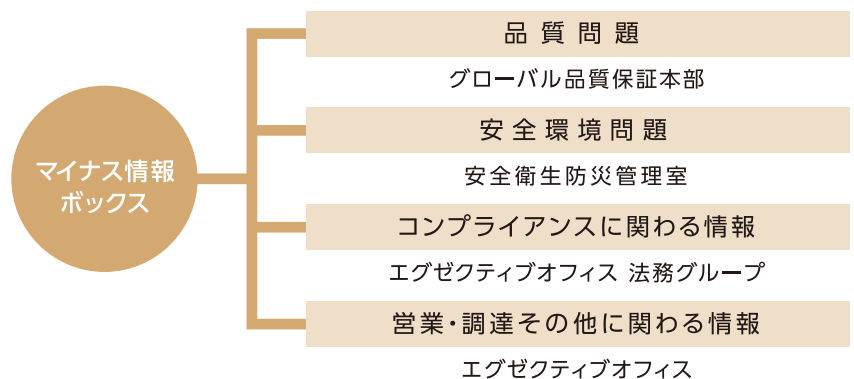 マイナス情報
ボックス
品質問題
グローバル品質保証本部
安全環境問題
安全衛生防災管理室
コンプライアンスに関わる情報
エグゼクティブオフィス 法務グループ
営業・調達その他に関わる情報
エグゼクティブオフィス